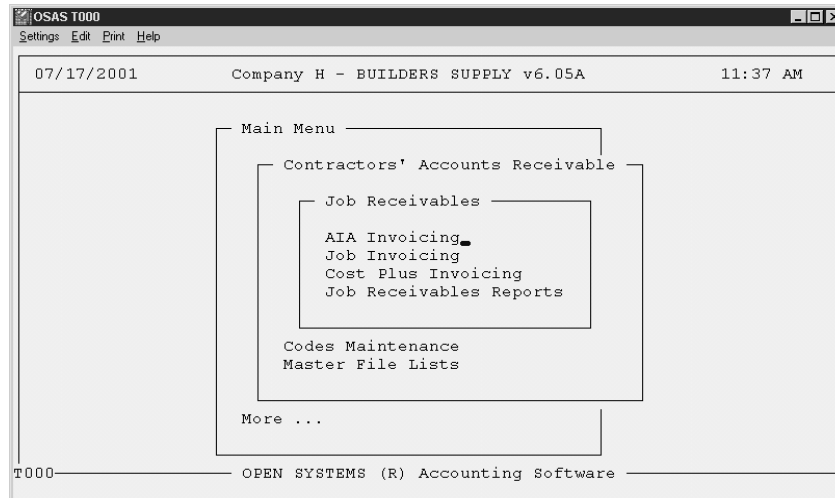 OSAS T000
Settings Edit Print Help
07/17/2001 Company H - BUILDERS SUPPLY v6.05A 11:37 AM
Main Menu
Contractors' Accounts Receivable
Job Receivables
AIA Invoicing
Job Invoicing
Cost Plus Invoicing
Job Receivables Reports
Codes Maintenance
Master File Lists
More ...
T000 OPEN SYSTEMS (R) Accounting Software